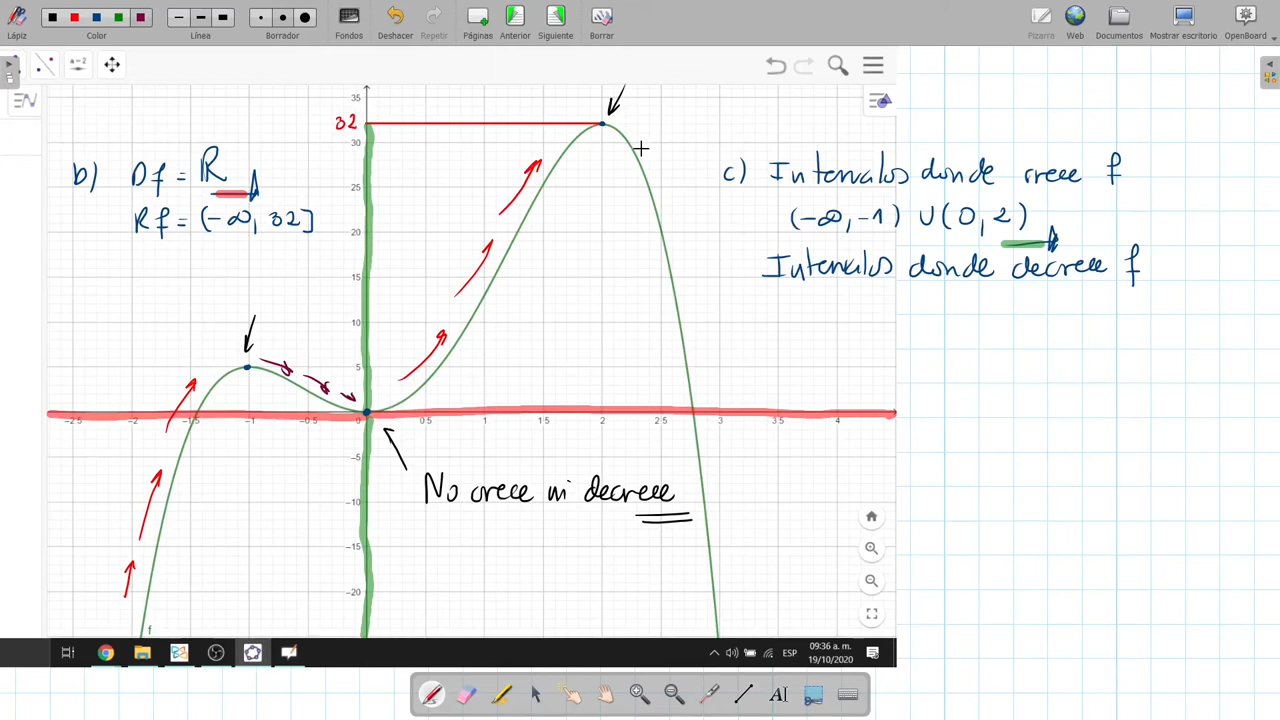 Lápiz
Color
Línea
Borrador
Fondos
Deshacer
Repetir
Páginas
Anterior
Siguiente
Borrar
Pizarra
Web
Documentos
Mostrar escritorio
OpenBoard
a=2
35
32
30
25
20
15
10
5
0
-5
-10
-15
-20
-2.5 -2 -1.5 -1 -0.5 0.5 1 1.5 2 2.5 3 3.5 4
f
b) Df = ℝ
Rf = (-∞, 32]
c) Intervalos donde crece f
(-∞, -1) ∪ (0, 2)
Intervalos donde decrece f
No crece ni decrece
ESP
09:36 a. m.
19/10/2020
AI